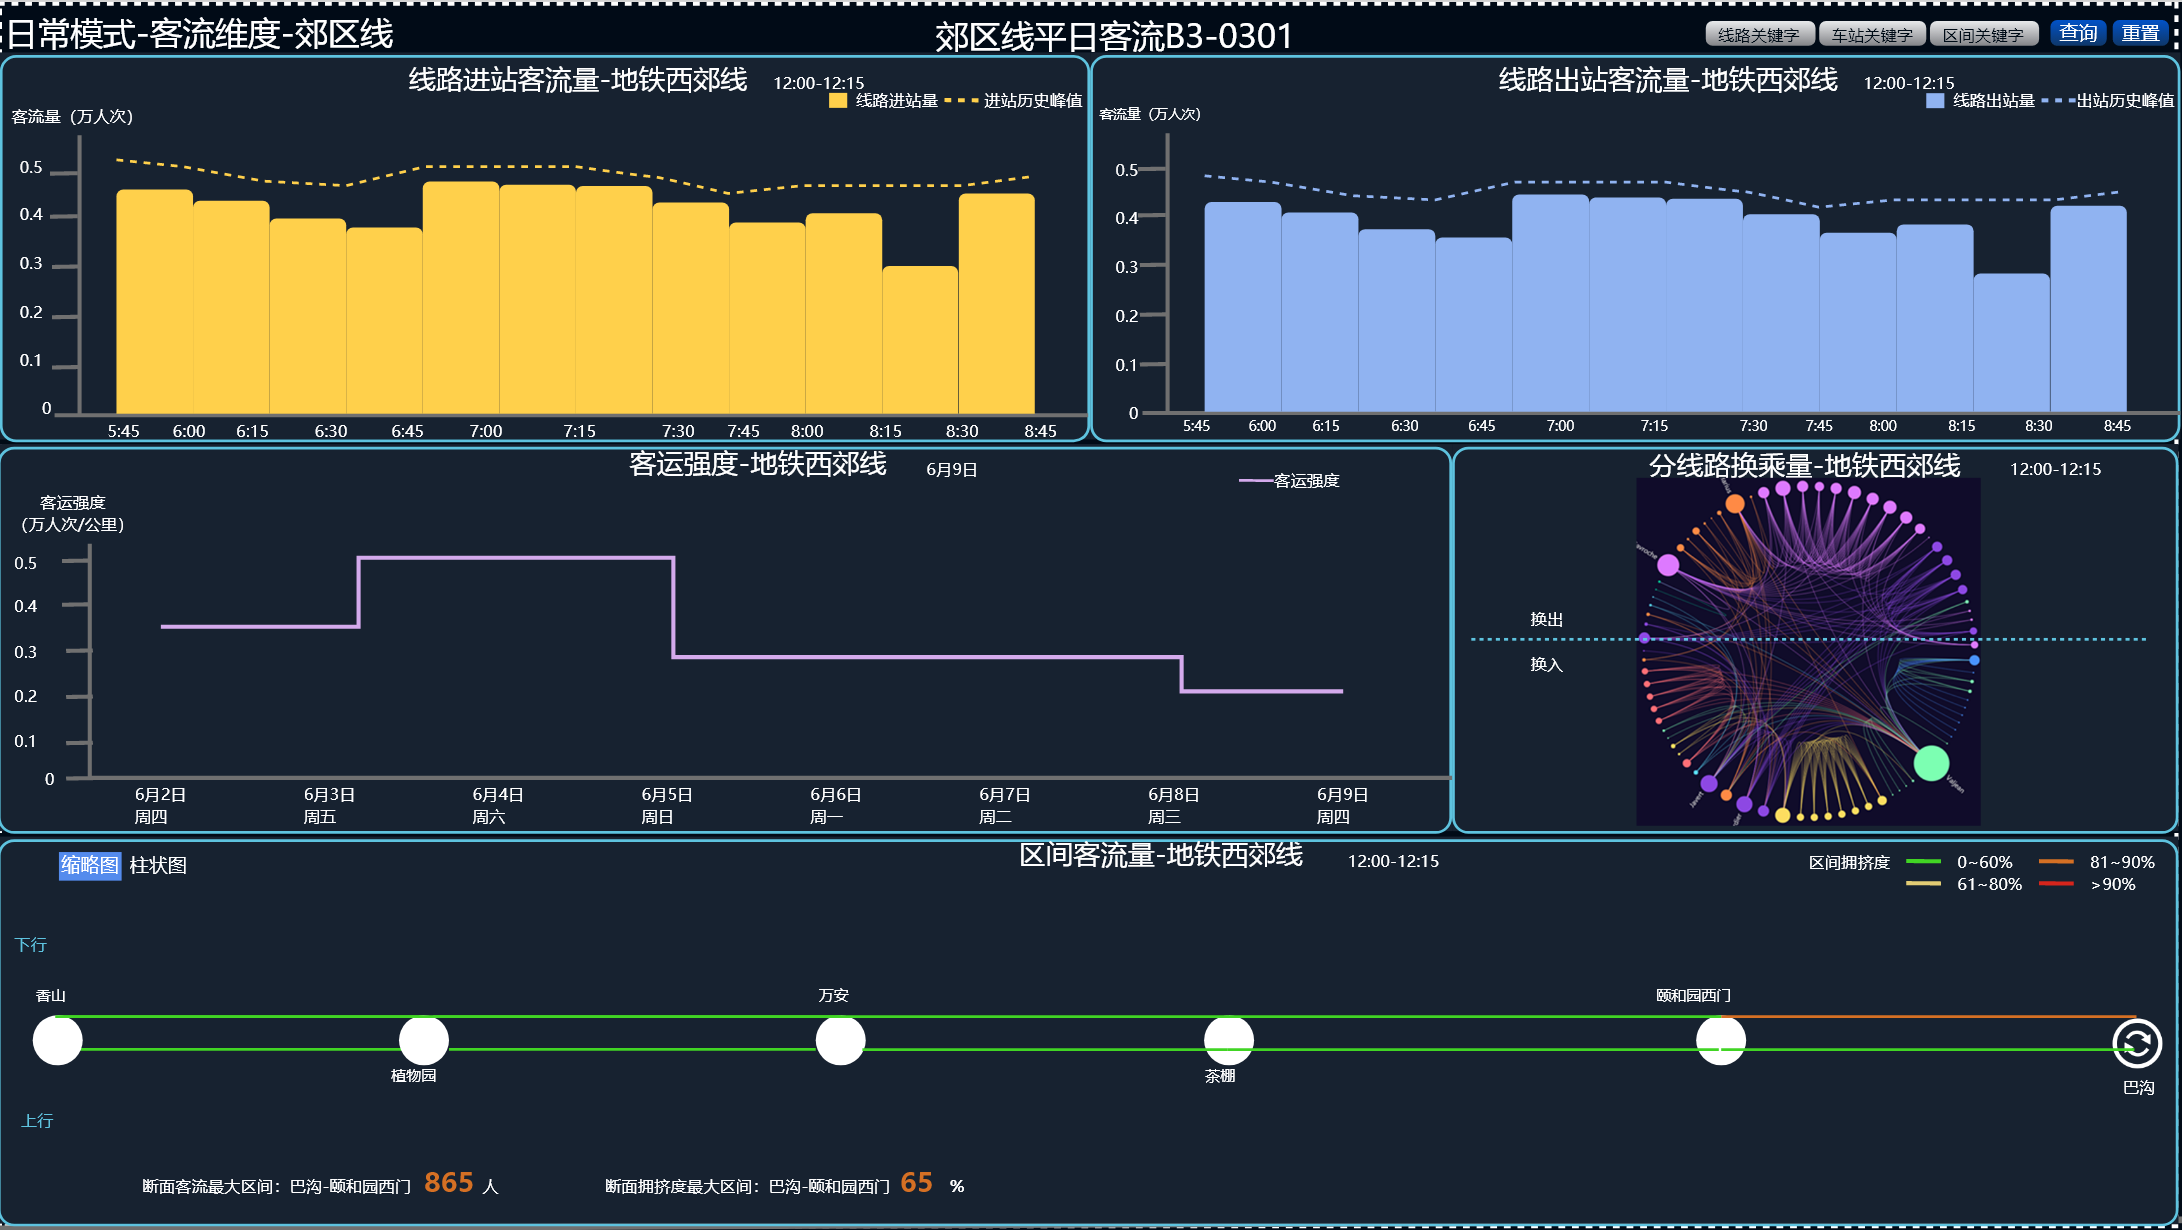 日常模式-客流维度-郊区线
郊区线平日客流B3-0301
线路关键字 车站关键字 区间关键字 查询 重置
线路进站客流量-地铁西郊线 12:00-12:15
线路进站量 进站历史峰值
客流量（万人次）
0.5
0.4
0.3
0.2
0.1
0
5:45 6:00 6:15 6:30 6:45 7:00 7:15 7:30 7:45 8:00 8:15 8:30 8:45
线路出站客流量-地铁西郊线 12:00-12:15
线路出站量 出站历史峰值
客流量（万人次）
0.5
0.4
0.3
0.2
0.1
0
5:45 6:00 6:15 6:30 6:45 7:00 7:15 7:30 7:45 8:00 8:15 8:30 8:45
客运强度-地铁西郊线 6月9日
客运强度
客运强度
（万人次/公里）
0.5
0.4
0.3
0.2
0.1
0
6月2日 6月3日 6月4日 6月5日 6月6日 6月7日 6月8日 6月9日
周四 周五 周六 周日 周一 周二 周三 周四
分线路换乘量-地铁西郊线 12:00-12:15
换出
换入
Valjean
Javert
区间客流量-地铁西郊线 12:00-12:15
缩略图 柱状图
区间拥挤度 0~60% 81~90%
61~80% >90%
下行
香山 万安 颐和园西门
植物园 茶棚 巴沟
上行
断面客流最大区间：巴沟-颐和园西门 865 人 断面拥挤度最大区间：巴沟-颐和园西门 65 %